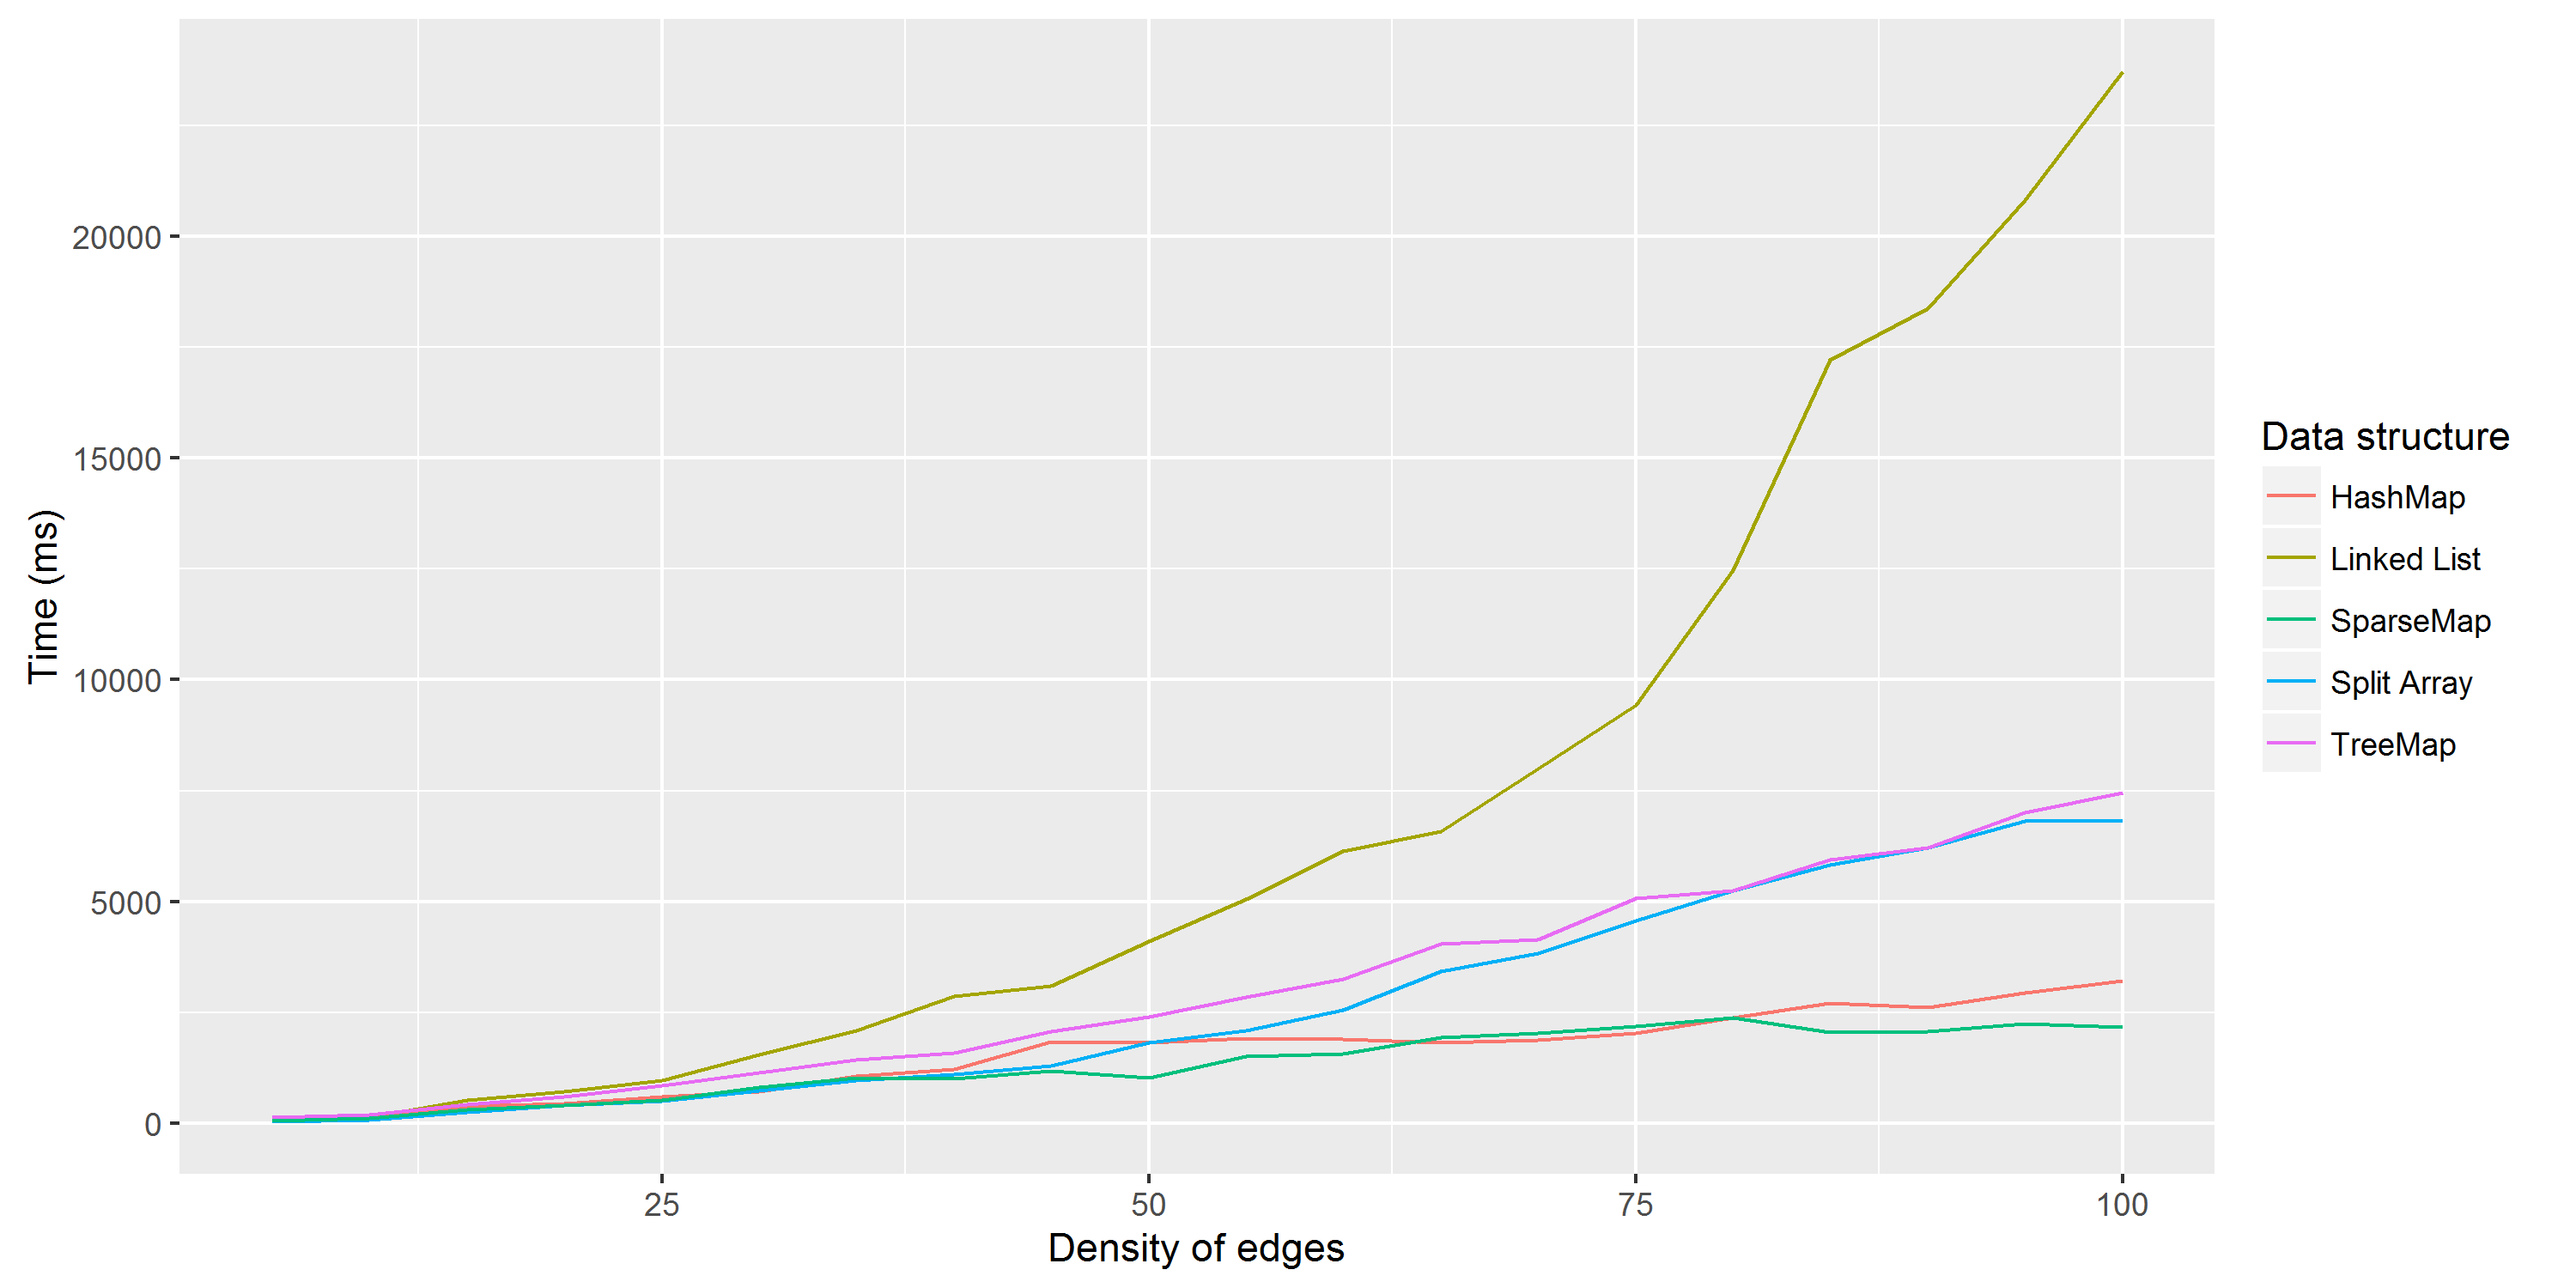 20000
15000
10000
5000
0
Time (ms)
25
50
75
100
Density of edges
Data structure
HashMap
Linked List
SparseMap
Split Array
TreeMap